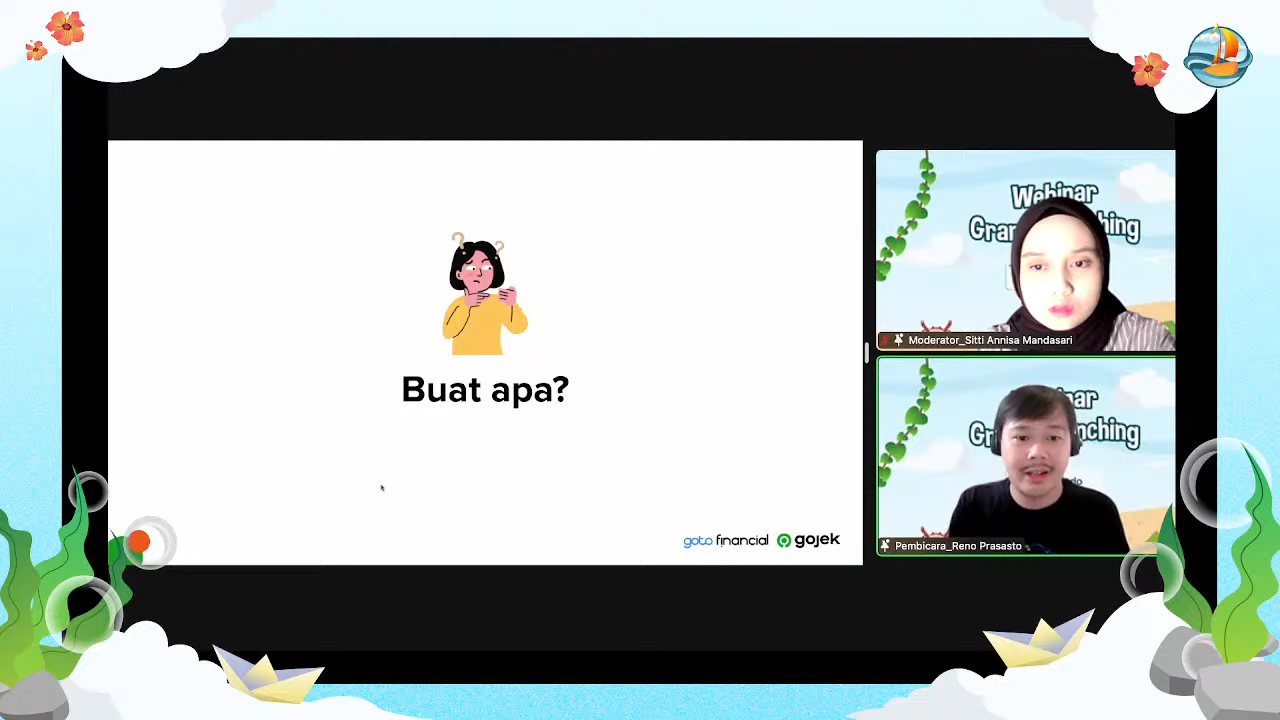 Buat apa?
goto financial gojek
Webinar
Moderator_Sitti Annisa Mandasari
Pembicara_Reno Prasasto